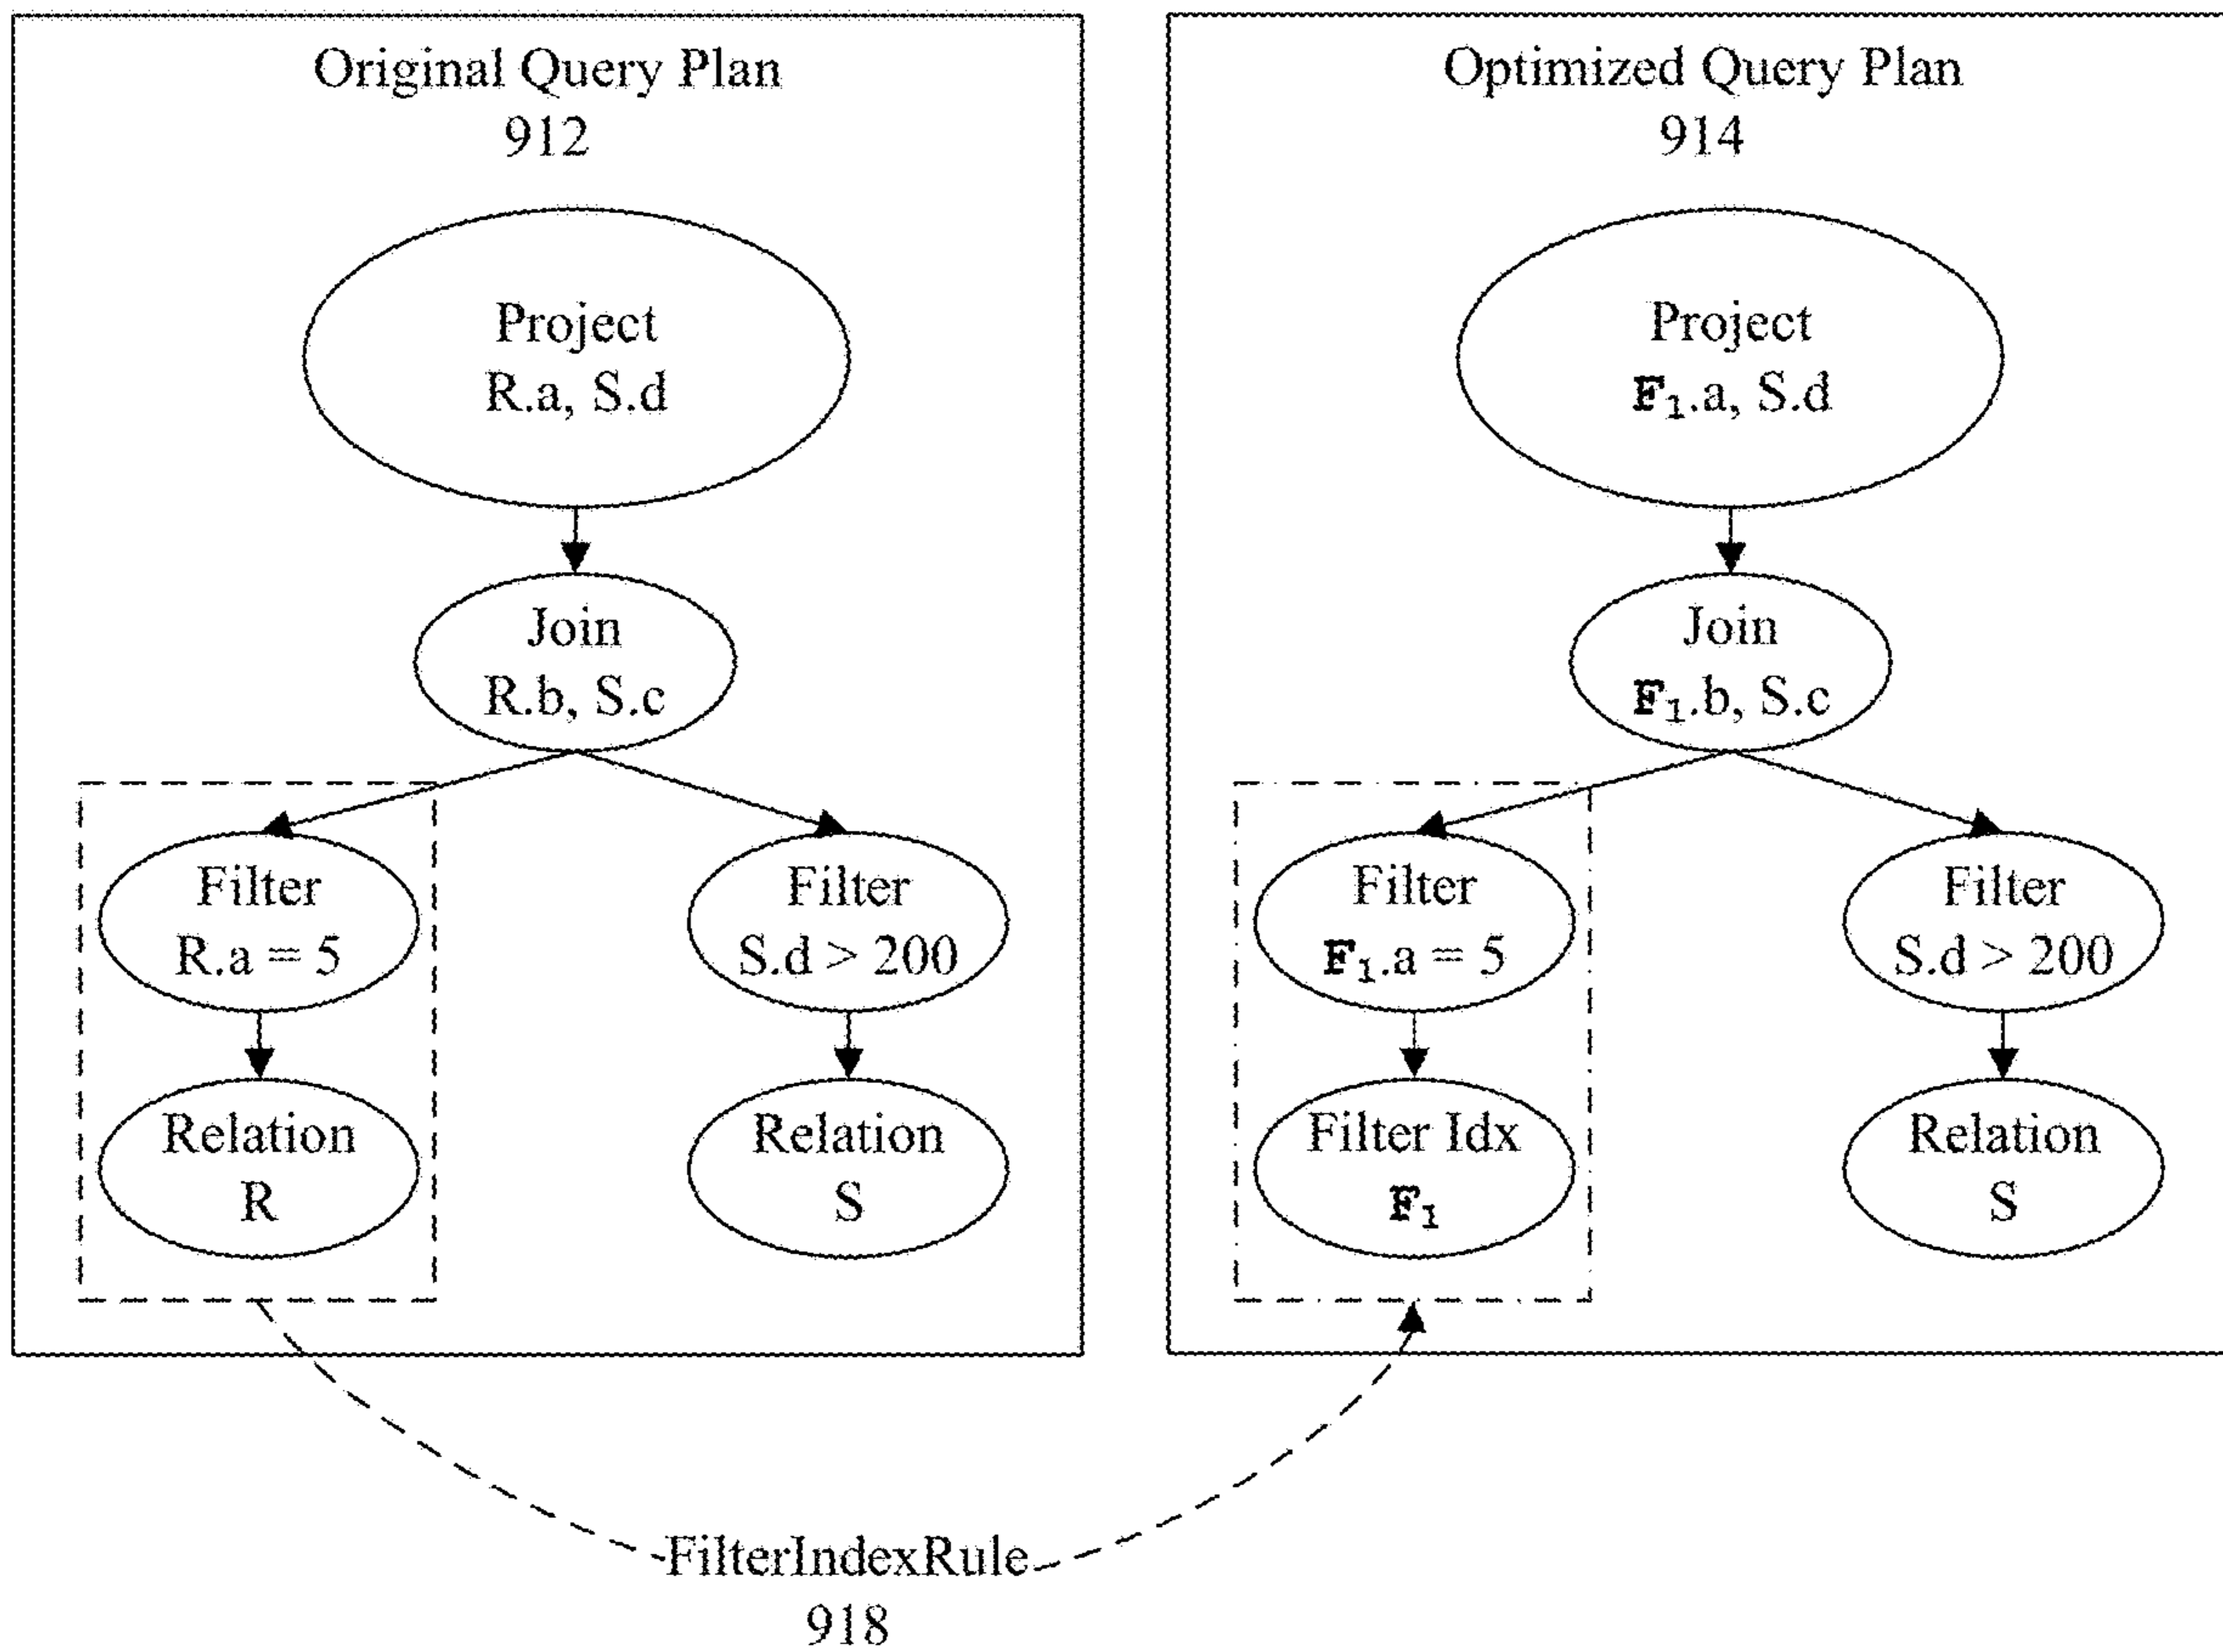 Original Query Plan
912
Project
R.a, S.d
Join
R.b, S.c
Filter
R.a = 5
Filter
S.d > 200
Relation
R
Relation
S
Optimized Query Plan
914
Project
F₁.a, S.d
Join
F₁.b, S.c
Filter
F₁.a = 5
Filter
S.d > 200
Filter Idx
F₁
Relation
S
FilterIndexRule
918